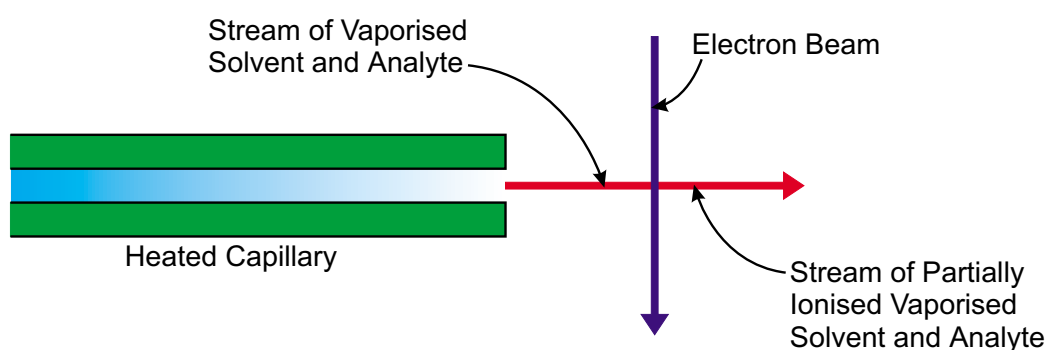 Stream of Vaporised
Solvent and Analyte
Electron Beam
Heated Capillary
Stream of Partially
Ionised Vaporised
Solvent and Analyte